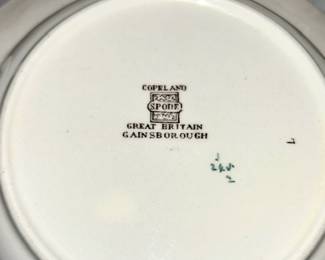 COPELAND
SPODE
GREAT BRITAIN
GAINSBOROUGH